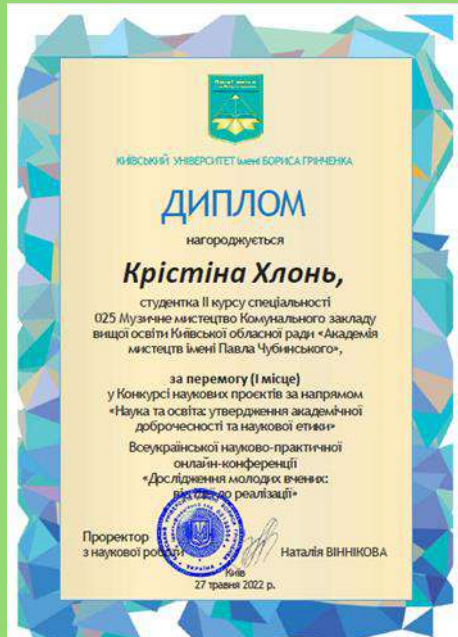 КИЇВСЬКИЙ УНІВЕРСИТЕТ імені БОРИСА ГРІНЧЕНКА
ДИПЛОМ
нагороджується
Крістіна Хлонь,
студентка ІІ курсу спеціальності
025 Музичне мистецтво Комунального закладу
вищої освіти Київської обласної ради «Академія
мистецтв імені Павла Чубинського»,
за перемогу (І місце)
у Конкурсі наукових проєктів за напрямом
«Наука та освіта: утвердження академічної
доброчесності та наукової етики»
Всеукраїнської науково-практичної
онлайн-конференції
«Дослідження молодих вчених:
від ідеї до реалізації»
Проректор
з наукової роботи
Наталія ВІННІКОВА
Київ
27 травня 2022 р.